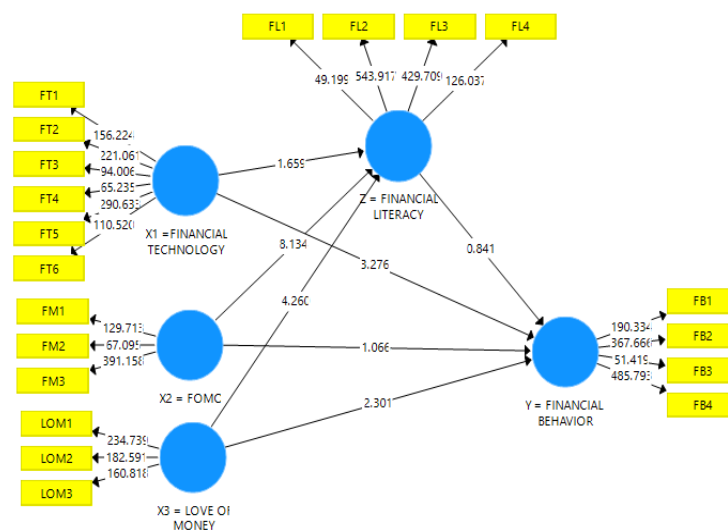 FL1
FL2
FL3
FL4
49.199
543.917
429.709
126.037
FT1
FT2
FT3
FT4
FT5
FT6
156.224
221.061
94.006
65.235
290.633
110.520
X1 =FINANCIAL
TECHNOLOGY
1.659
Z = FINANCIAL
LITERACY
8.134
4.260
3.276
0.841
FM1
FM2
FM3
129.713
67.095
391.158
X2 = FOMC
1.066
2.301
LOM1
LOM2
LOM3
234.739
182.591
160.818
X3 = LOVE OF
MONEY
FB1
FB2
FB3
FB4
190.334
367.666
51.419
485.793
Y = FINANCIAL
BEHAVIOR